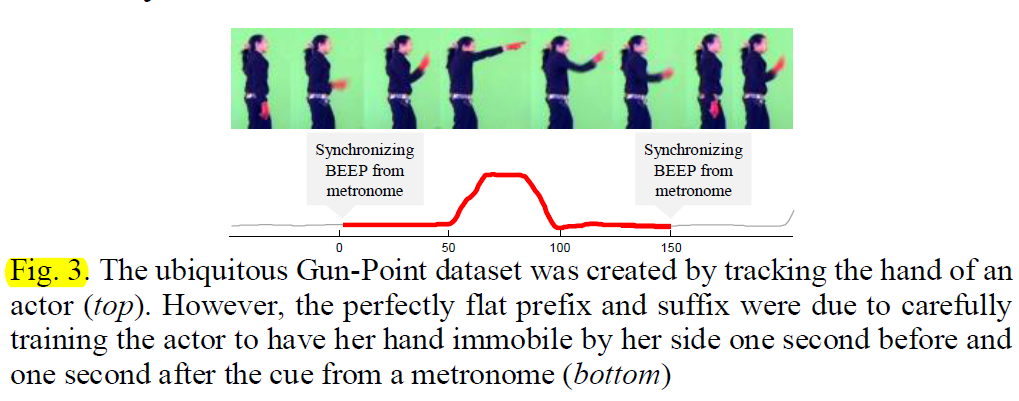 Synchronizing
BEEP from
metronome
Synchronizing
BEEP from
metronome
0 50 100 150
Fig. 3. The ubiquitous Gun-Point dataset was created by tracking the hand of an
actor (top). However, the perfectly flat prefix and suffix were due to carefully
training the actor to have her hand immobile by her side one second before and
one second after the cue from a metronome (bottom)